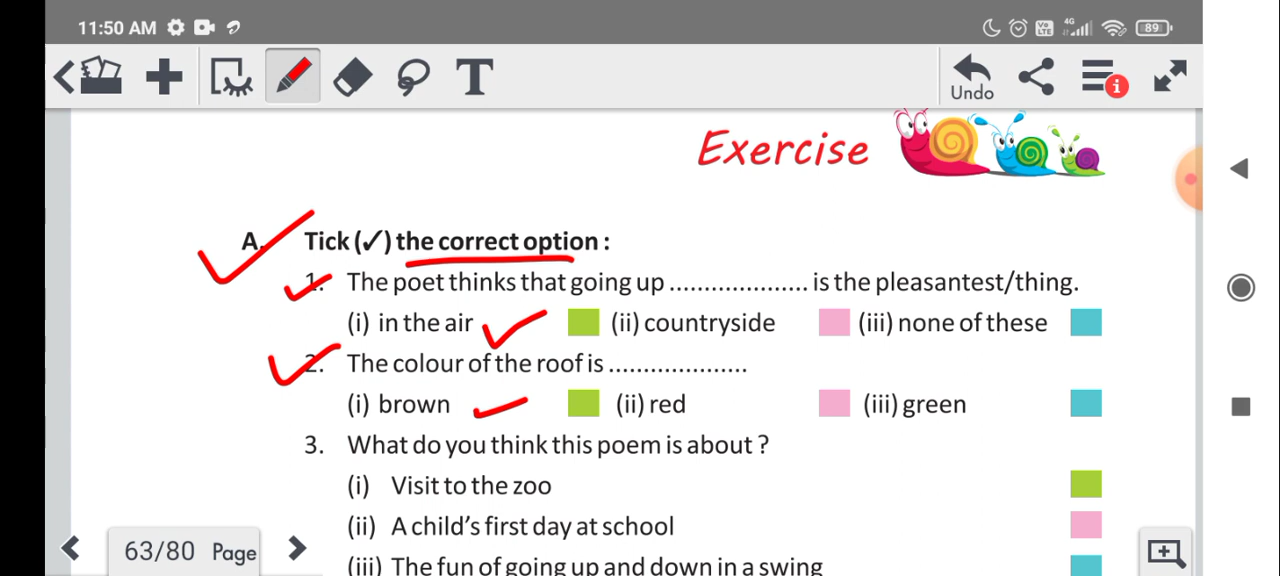 11:50 AM 4G 89
T Undo i
Exercise
A. Tick (✓) the correct option :
1. The poet thinks that going up .................... is the pleasantest/thing.
(i) in the air (ii) countryside (iii) none of these
2. The colour of the roof is ....................
(i) brown (ii) red (iii) green
3. What do you think this poem is about ?
(i) Visit to the zoo
(ii) A child's first day at school
(iii) The fun of going up and down in a swing
63/80 Page